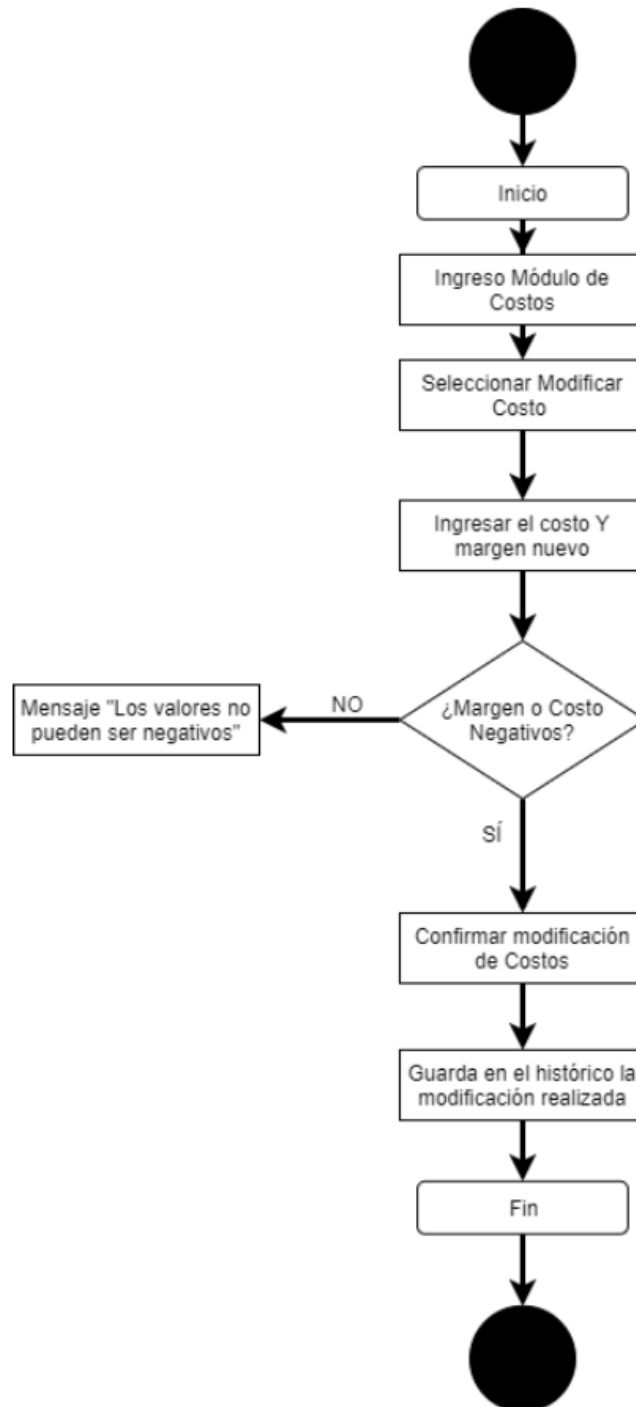 Inicio
Ingreso Módulo de
Costos
Seleccionar Modificar
Costo
Ingresar el costo Y
margen nuevo
¿Margen o Costo
Negativos?
NO
Mensaje "Los valores no
pueden ser negativos"
SÍ
Confirmar modificación
de Costos
Guarda en el histórico la
modificación realizada
Fin